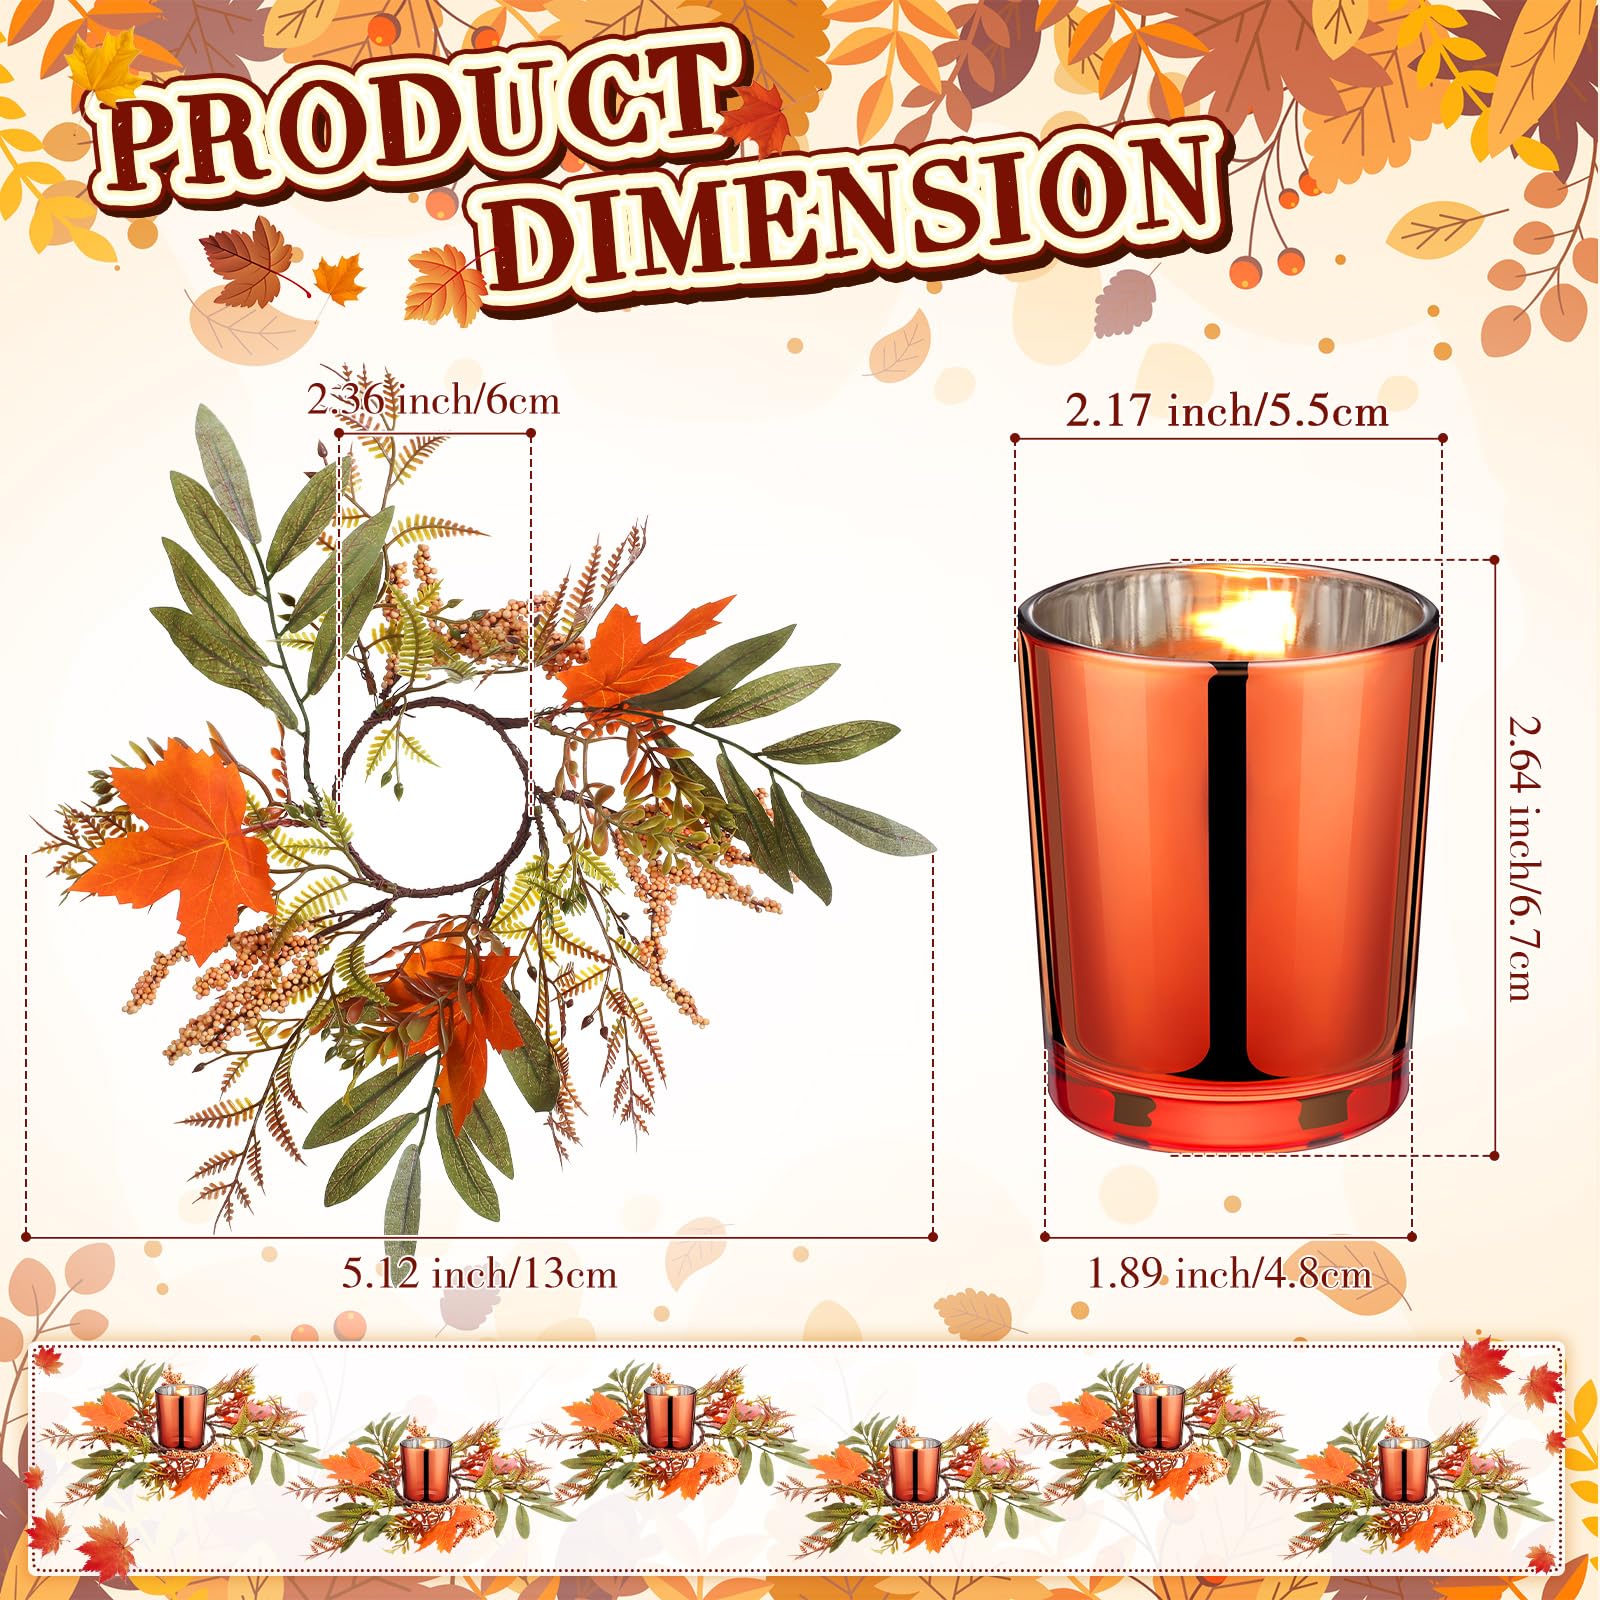 PRODUCT
DIMENSION
2.36 inch/6cm
2.17 inch/5.5cm
2.64 inch/6.7cm
5.12 inch/13cm
1.89 inch/4.8cm